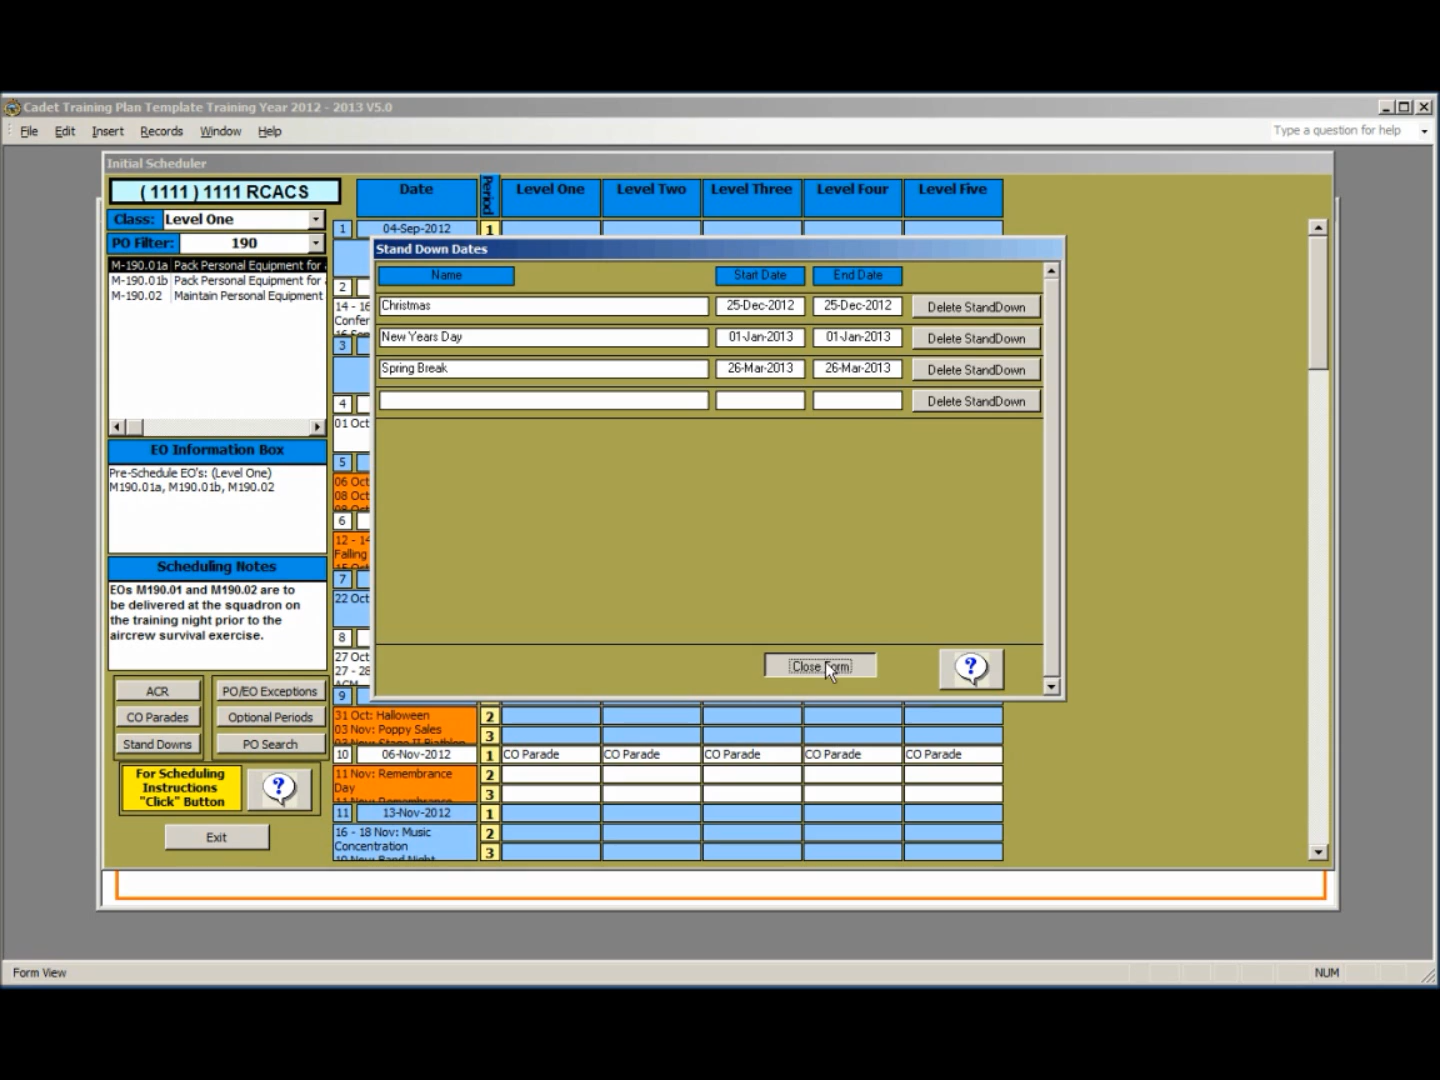 Cadet Training Plan Template Training Year 2012 - 2013 V5.0
File Edit Insert Records Window Help
Type a question for help
Initial Scheduler
( 1111 ) 1111 RCACS
Date Period Level One Level Two Level Three Level Four Level Five
Class: Level One
PO Filter: 190
M-190.01a Pack Personal Equipment for
M-190.01b Pack Personal Equipment for
M-190.02 Maintain Personal Equipment
EO Information Box
Pre-Schedule EO's: (Level One)
M190.01a, M190.01b, M190.02
Scheduling Notes
EOs M190.01 and M190.02 are to
be delivered at the squadron on
the training night prior to the
aircrew survival exercise.
ACR PO/EO Exceptions
CO Parades Optional Periods
Stand Downs PO Search
For Scheduling
Instructions
"Click" Button
?
Exit
1 04-Sep-2012 1
2
14 - 16
Confer
3
4
01 Oct
5
06 Oct
08 Oct
6
12 - 14
Falling
7
22 Oct
8
27 Oct
27 - 28
9
Stand Down Dates
Name Start Date End Date
Christmas 25-Dec-2012 25-Dec-2012 Delete StandDown
New Years Day 01-Jan-2013 01-Jan-2013 Delete StandDown
Spring Break 26-Mar-2013 26-Mar-2013 Delete StandDown
Delete StandDown
Close Form
?
31 Oct: Halloween 2
03 Nov: Poppy Sales 3
10 06-Nov-2012 1 CO Parade CO Parade CO Parade CO Parade CO Parade
11 Nov: Remembrance 2
Day 3
11 13-Nov-2012 1
16 - 18 Nov: Music 2
Concentration 3
Form View
NUM